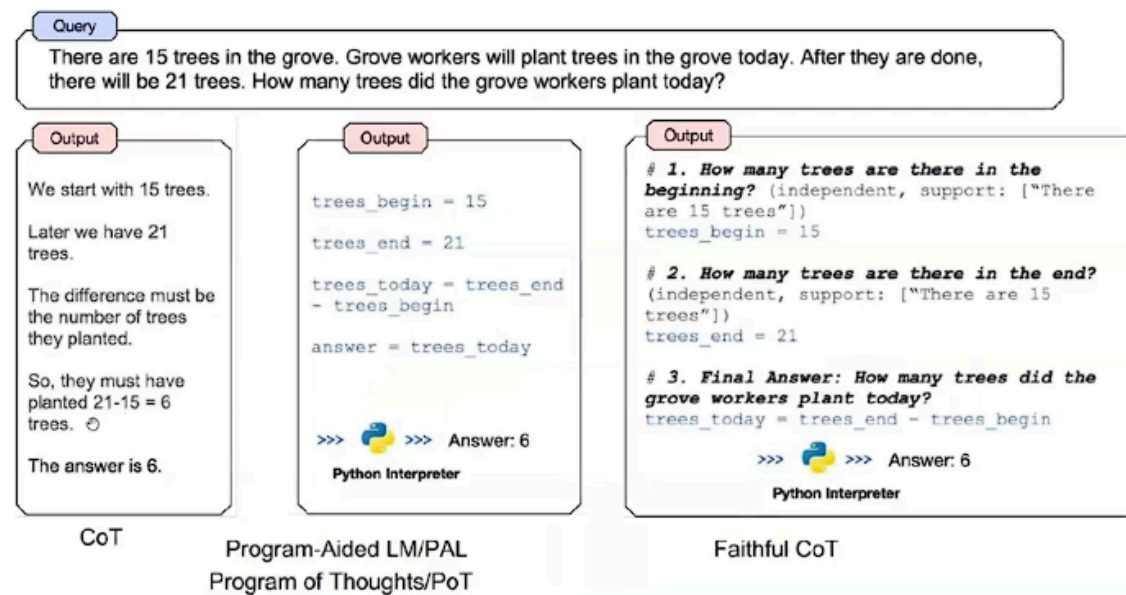 Query
There are 15 trees in the grove. Grove workers will plant trees in the grove today. After they are done,
there will be 21 trees. How many trees did the grove workers plant today?
Output
We start with 15 trees.
Later we have 21
trees.
The difference must be
the number of trees
they planted.
So, they must have
planted 21-15 = 6
trees.
The answer is 6.
CoT
Output
trees_begin = 15
trees_end = 21
trees_today = trees_end
- trees_begin
answer = trees_today
>>> >>> Answer: 6
Python Interpreter
Program-Aided LM/PAL
Program of Thoughts/PoT
Output
# 1. How many trees are there in the
beginning? (independent, support: ["There
are 15 trees"])
trees_begin = 15
# 2. How many trees are there in the end?
(independent, support: ["There are 15
trees"])
trees_end = 21
# 3. Final Answer: How many trees did the
grove workers plant today?
trees_today = trees_end - trees_begin
>>> >>> Answer: 6
Python Interpreter
Faithful CoT